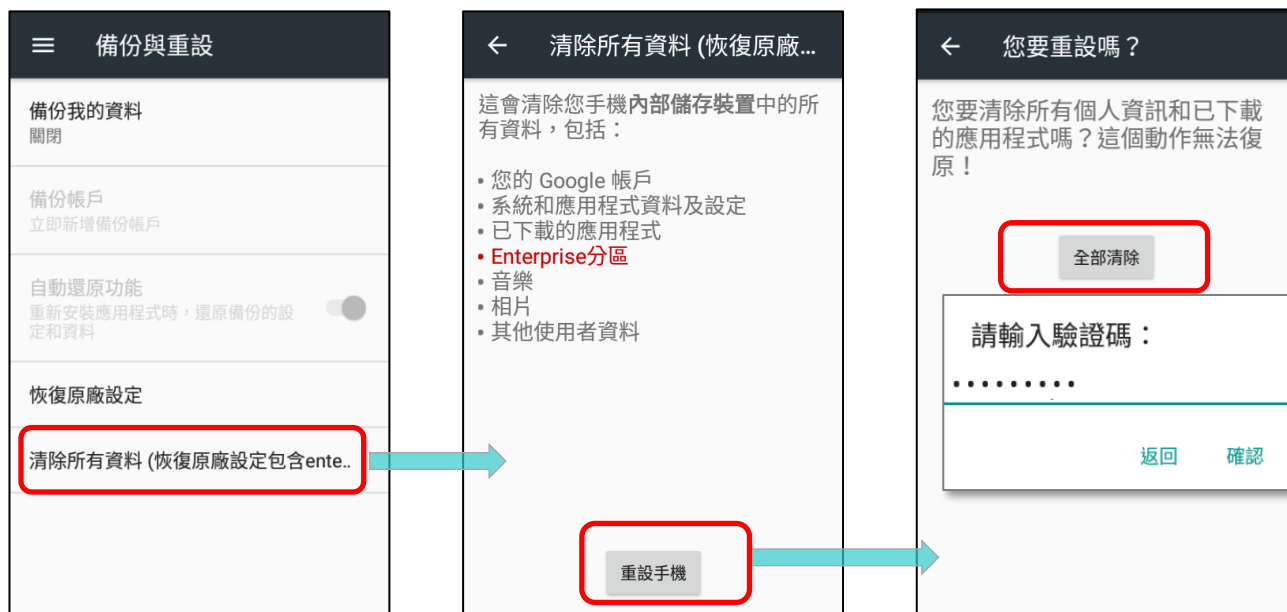 備份與重設
備份我的資料
關閉
備份帳戶
立即新增備份帳戶
自動還原功能
重新安裝應用程式時，還原備份的設
定和資料
恢復原廠設定
清除所有資料 (恢復原廠設定包含ente..
清除所有資料 (恢復原廠...
這會清除您手機內部儲存裝置中的所
有資料，包括：
• 您的 Google 帳戶
• 系統和應用程式資料及設定
• 已下載的應用程式
• Enterprise分區
• 音樂
• 相片
• 其他使用者資料
重設手機
您要重設嗎？
您要清除所有個人資訊和已下載
的應用程式嗎？這個動作無法復
原！
全部清除
請輸入驗證碼：
•••••••••
返回 確認